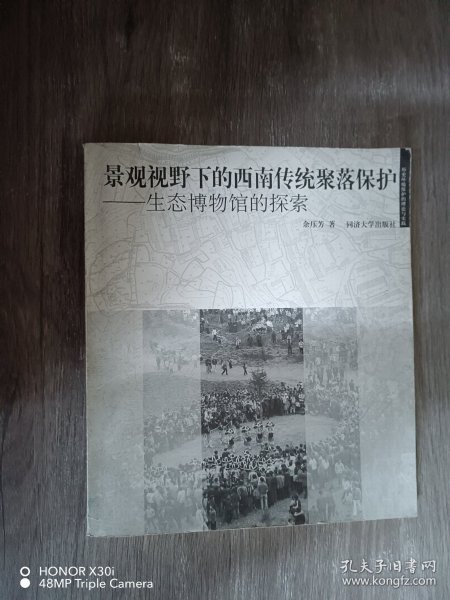 景观视野下的西南传统聚落保护
——生态博物馆的探索
余压芳 著 同济大学出版社
HONOR X30i
48MP Triple Camera
孔夫子旧书网
www.kongfz.com